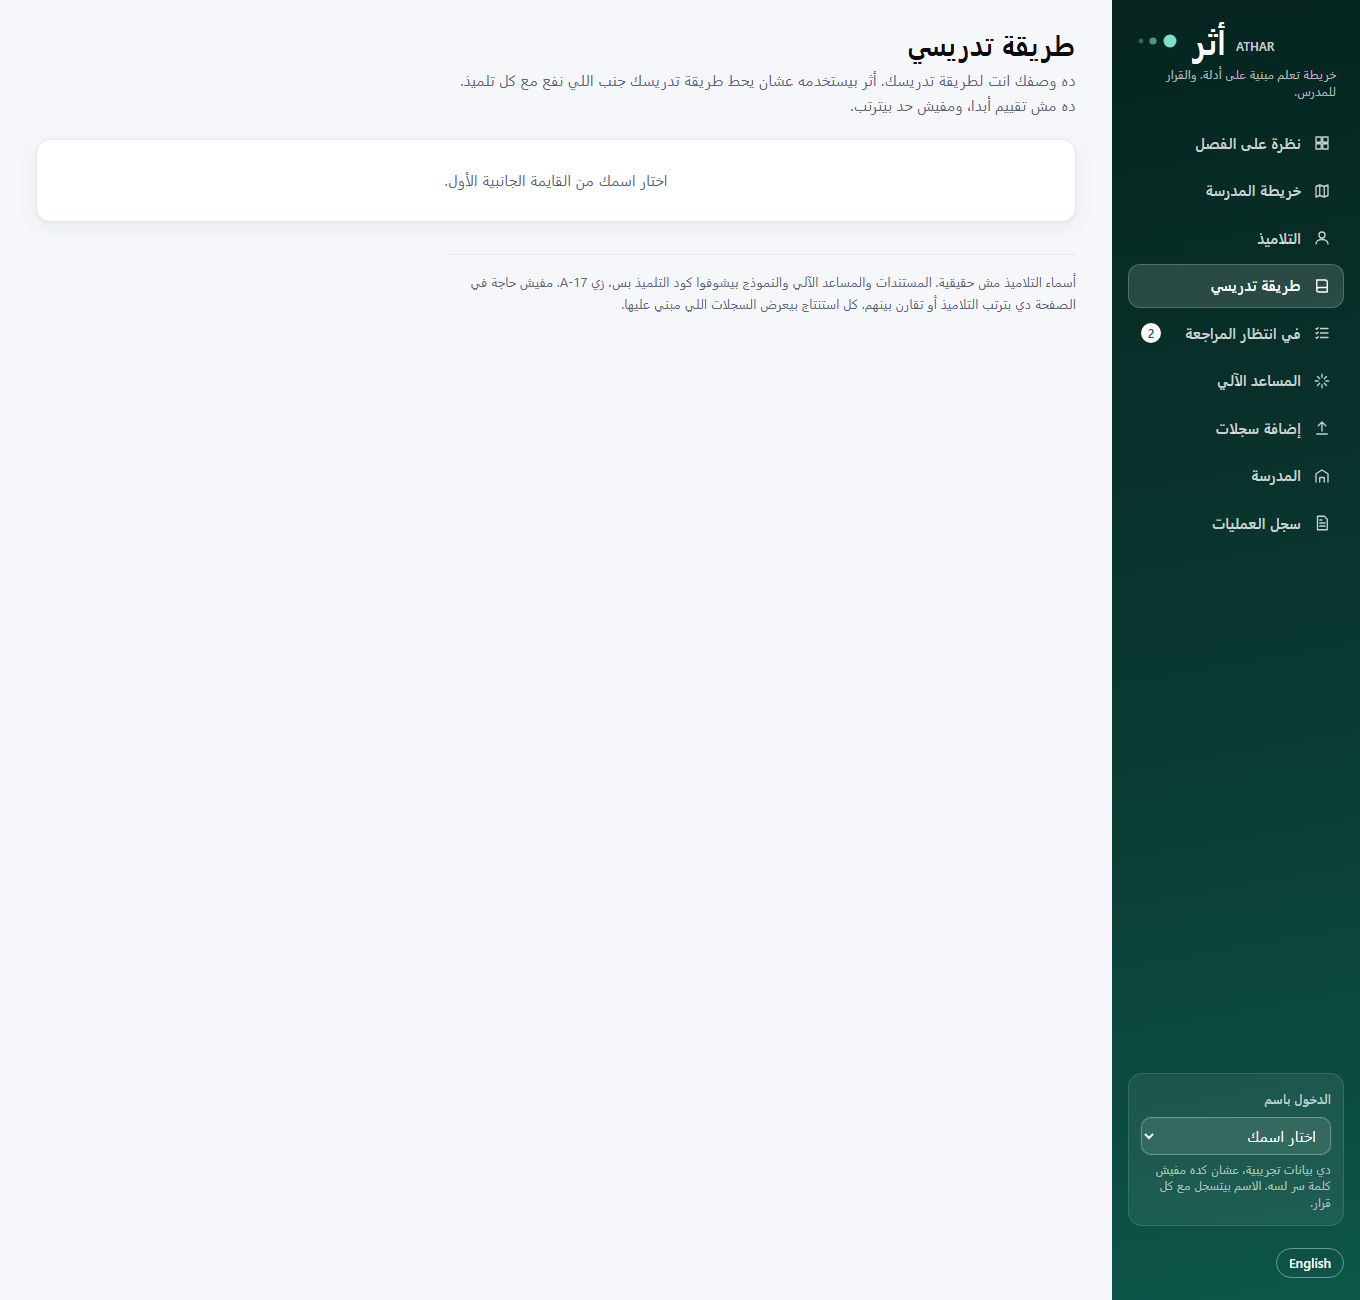 أثر ATHAR
خريطة تعلم مبنية على أدلة. والقرار
للمدرس.
نظرة على الفصل
خريطة المدرسة
التلاميذ
طريقة تدريسي
في انتظار المراجعة 2
المساعد الآلي
إضافة سجلات
المدرسة
سجل العمليات
الدخول باسم
اختار اسمك
دي بيانات تجريبية، عشان كده مفيش
كلمة سر لسه. الاسم بيتسجل مع كل
قرار.
English
طريقة تدريسي
ده وصفك انت لطريقة تدريسك. أثر بيستخدمه عشان يحط طريقة تدريسك جنب اللي نفع مع كل تلميذ.
ده مش تقييم أبدا، ومفيش حد بيترتب.
اختار اسمك من القايمة الجانبية الأول.
أسماء التلاميذ مش حقيقية. المستندات والمساعد الآلي والنموذج بيشوفوا كود التلميذ بس، زي A-17. مفيش حاجة في
الصفحة دي بترتب التلاميذ أو تقارن بينهم. كل استنتاج بيعرض السجلات اللي مبني عليها.